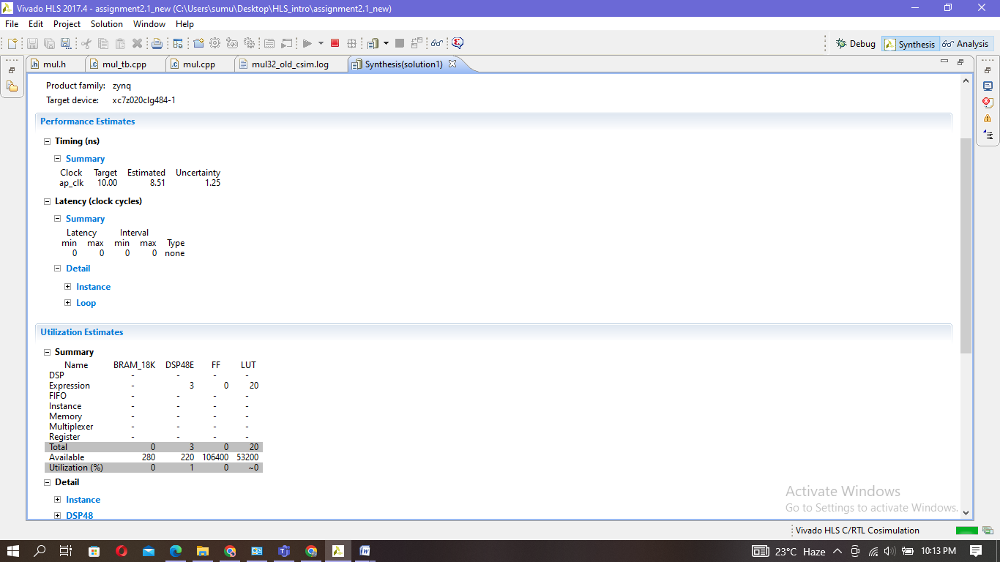 Vivado HLS 2017.4 - assignment2.1_new (C:\Users\sumu\Desktop\HLS_intro\assignment2.1_new)
File Edit Project Solution Window Help
Debug Synthesis Analysis
mul.h mul_tb.cpp mul.cpp mul32_old_csim.log Synthesis(solution1)
Product family: zynq
Target device: xc7z020clg484-1
Performance Estimates
Timing (ns)
Summary
Clock Target Estimated Uncertainty
ap_clk 10.00 8.51 1.25
Latency (clock cycles)
Summary
Latency Interval
min max min max Type
0 0 0 0 none
Detail
Instance
Loop
Utilization Estimates
Summary
Name BRAM_18K DSP48E FF LUT
DSP - - - -
Expression - 3 0 20
FIFO - - - -
Instance - - - -
Memory - - - -
Multiplexer - - - -
Register - - - -
Total 0 3 0 20
Available 280 220 106400 53200
Utilization (%) 0 1 0 ~0
Detail
Instance
DSP48
Activate Windows
Go to Settings to activate Windows.
Vivado HLS C/RTL Cosimulation
23°C Haze 10:13 PM